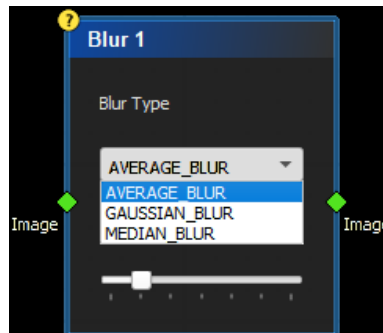 ?
Blur 1
Blur Type
AVERAGE_BLUR
AVERAGE_BLUR
GAUSSIAN_BLUR
Image
Image
MEDIAN_BLUR